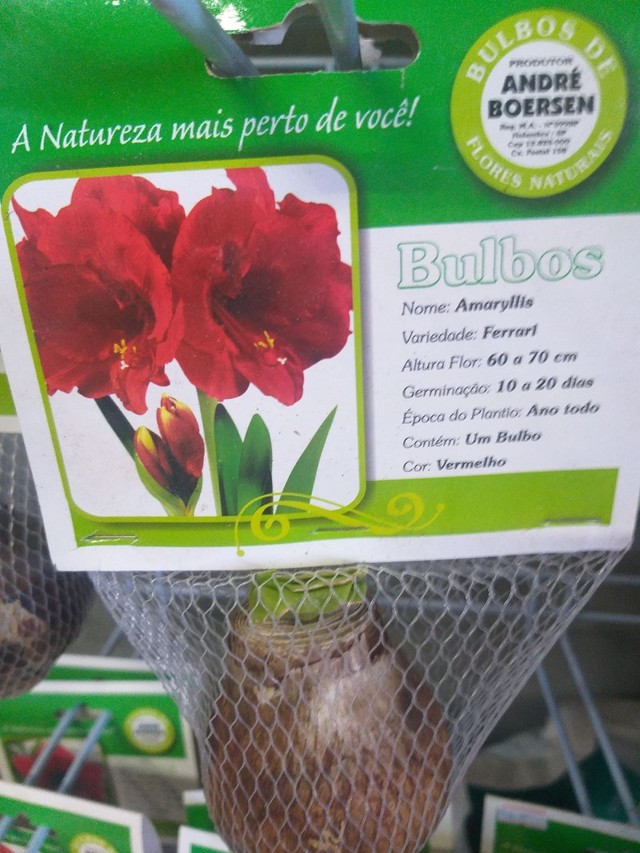 A Natureza mais perto de você!
BULBOS DE
PRODUTOR
ANDRÉ
BOERSEN
FLORES NATURAIS
Bulbos
Nome: Amaryllis
Variedade: Ferrari
Altura Flor: 60 a 70 cm
Germinação: 10 a 20 dias
Época do Plantio: Ano todo
Contém: Um Bulbo
Cor: Vermelho